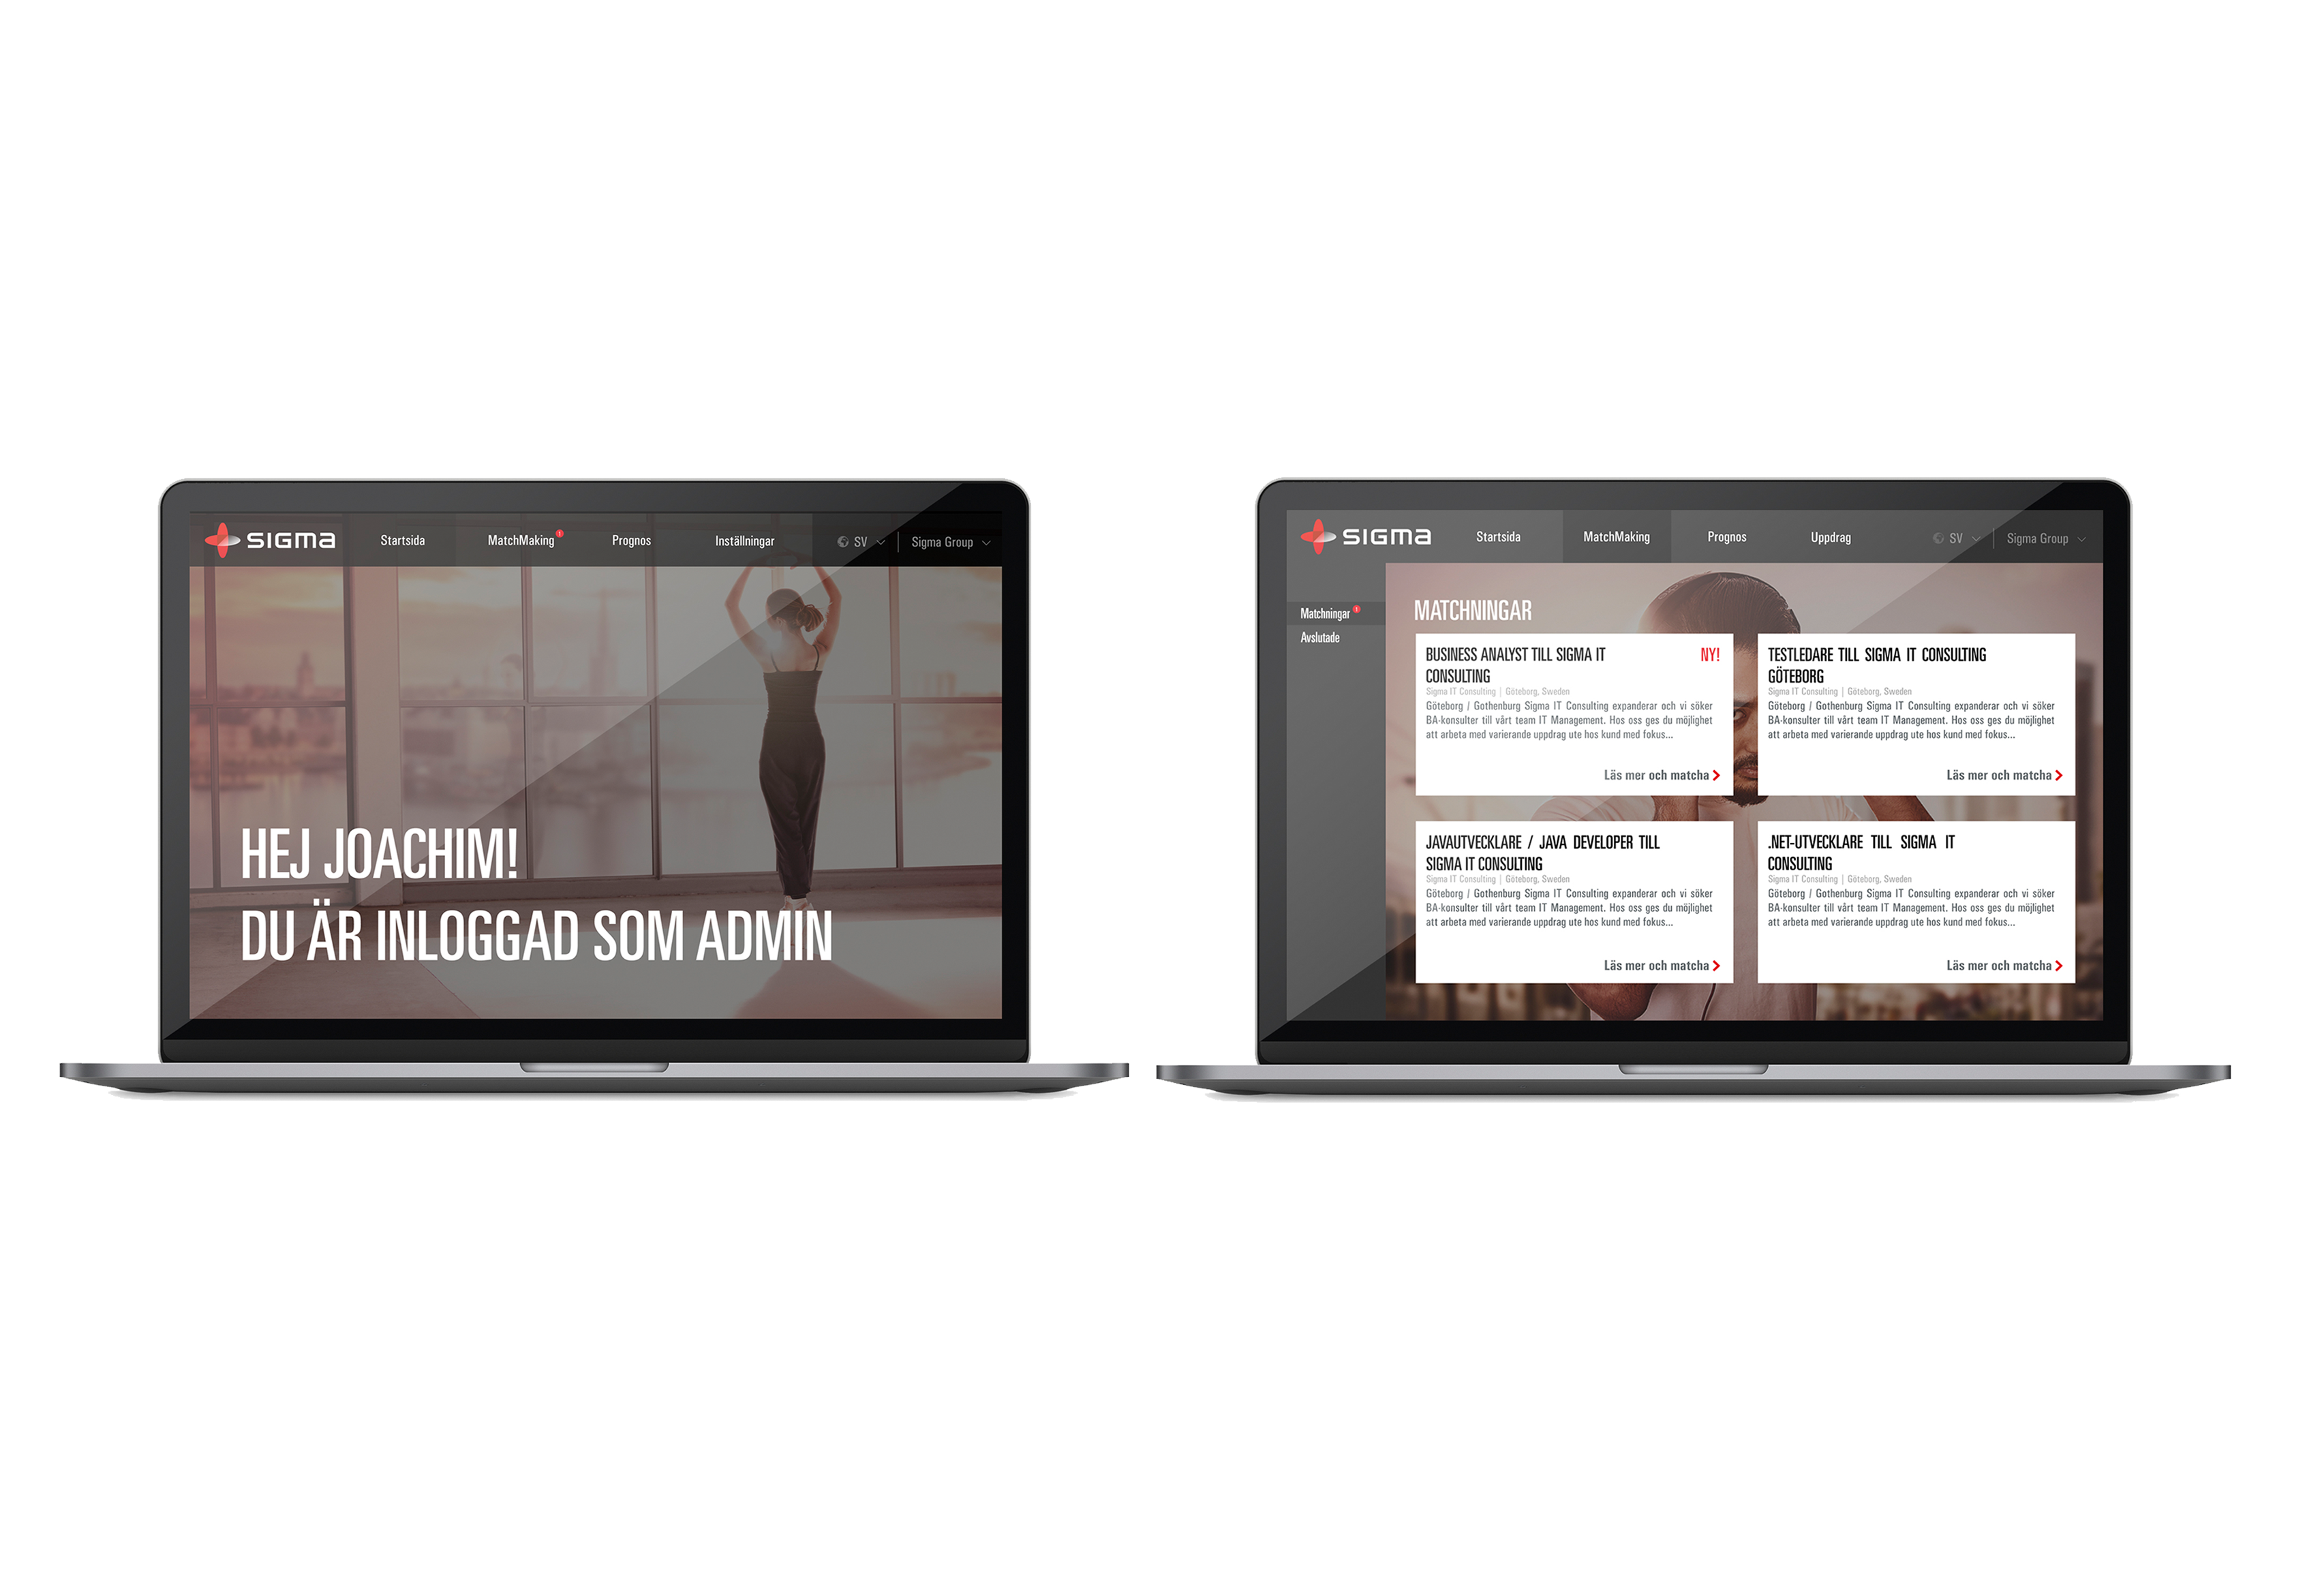 SIGMA
Startsida
MatchMaking
Prognos
Inställningar
SV
Sigma Group
HEJ JOACHIM!
DU ÄR INLOGGAD SOM ADMIN
SIGMA
Startsida
MatchMaking
Prognos
Uppdrag
SV
Sigma Group
Matchningar
Avslutade
MATCHNINGAR
BUSINESS ANALYST TILL SIGMA IT
CONSULTING
NY!
Sigma IT Consulting | Göteborg, Sweden
Göteborg / Gothenburg Sigma IT Consulting expanderar och vi söker
BA-konsulter till vårt team IT Management. Hos oss ges du möjlighet
att arbeta med varierande uppdrag ute hos kund med fokus...
Läs mer och matcha
TESTLEDARE TILL SIGMA IT CONSULTING
GÖTEBORG
Sigma IT Consulting | Göteborg, Sweden
Göteborg / Gothenburg Sigma IT Consulting expanderar och vi söker
BA-konsulter till vårt team IT Management. Hos oss ges du möjlighet
att arbeta med varierande uppdrag ute hos kund med fokus...
Läs mer och matcha
JAVAUTVECKLARE / JAVA DEVELOPER TILL
SIGMA IT CONSULTING
Sigma IT Consulting | Göteborg, Sweden
Göteborg / Gothenburg Sigma IT Consulting expanderar och vi söker
BA-konsulter till vårt team IT Management. Hos oss ges du möjlighet
att arbeta med varierande uppdrag ute hos kund med fokus...
Läs mer och matcha
.NET-UTVECKLARE TILL SIGMA IT
CONSULTING
Sigma IT Consulting | Göteborg, Sweden
Göteborg / Gothenburg Sigma IT Consulting expanderar och vi söker
BA-konsulter till vårt team IT Management. Hos oss ges du möjlighet
att arbeta med varierande uppdrag ute hos kund med fokus...
Läs mer och matcha